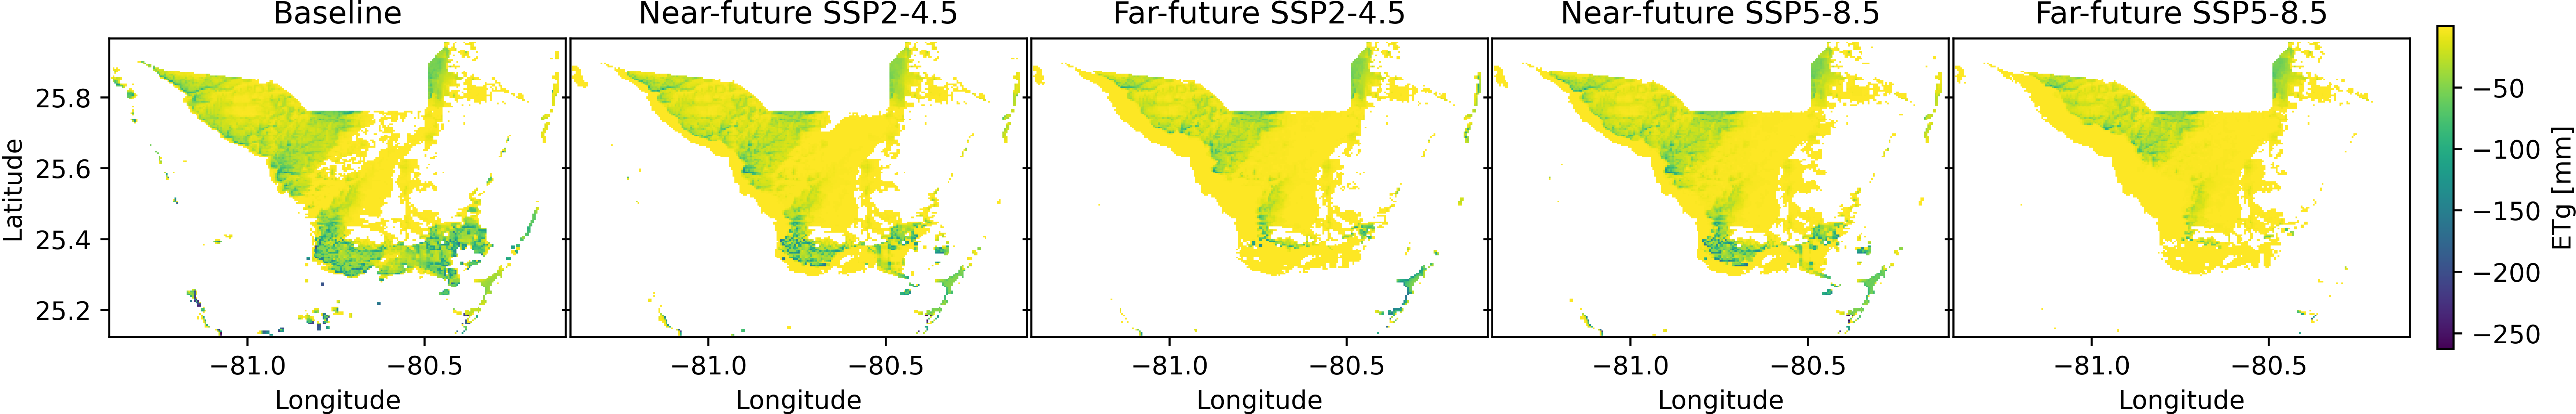 Baseline
Near-future SSP2-4.5
Far-future SSP2-4.5
Near-future SSP5-8.5
Far-future SSP5-8.5
25.8
25.6
25.4
25.2
Latitude
−81.0
−80.5
−81.0
−80.5
−81.0
−80.5
−81.0
−80.5
−81.0
−80.5
Longitude
Longitude
Longitude
Longitude
Longitude
−50
−100
−150
−200
−250
ETg [mm]